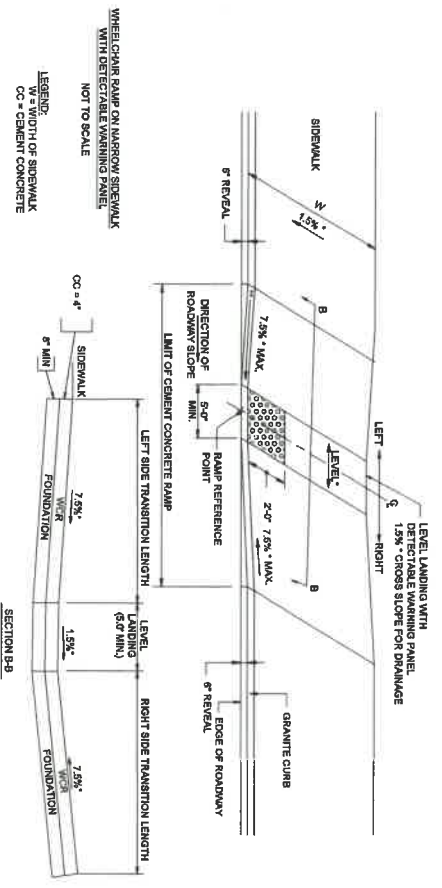 LEVEL LANDING WITH
DETECTABLE WARNING PANEL
1.5% * CROSS SLOPE FOR DRAINAGE
LEFT
RIGHT
℄
LEVEL *
SIDEWALK
W
1.5% *
B
B
6" REVEAL
7.5% * MAX.
2'-0"
7.5% * MAX.
DIRECTION OF
ROADWAY SLOPE
5'-0"
MIN.
RAMP REFERENCE
POINT
GRANITE CURB
EDGE OF ROADWAY
6" REVEAL
LIMIT OF CEMENT CONCRETE RAMP
WHEELCHAIR RAMP ON NARROW SIDEWALK
WITH DETECTABLE WARNING PANEL
NOT TO SCALE
LEGEND:
W = WIDTH OF SIDEWALK
CC = CEMENT CONCRETE
LEFT SIDE TRANSITION LENGTH
LEVEL
LANDING
(5.0' MIN.)
RIGHT SIDE TRANSITION LENGTH
SIDEWALK
CC = 4"
8" MIN
7.5%*
WCR
FOUNDATION
1.5%*
7.5%*
WCR
FOUNDATION
SECTION B-B